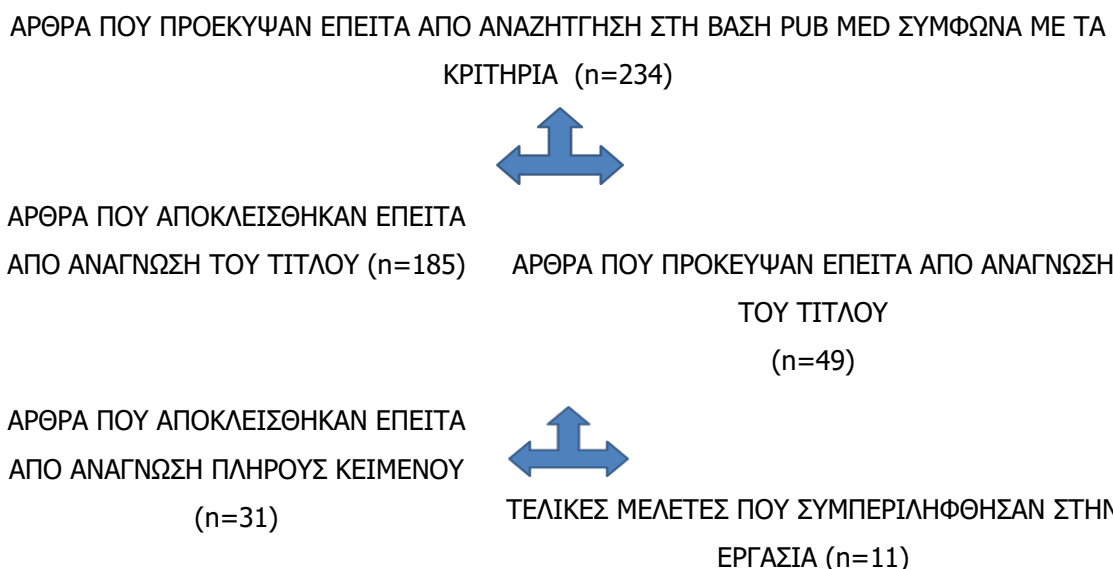 ΑΡΘΡΑ ΠΟΥ ΠΡΟΕΚΥΨΑΝ ΕΠΕΙΤΑ ΑΠΟ ΑΝΑΖΗΤΓΗΣΗ ΣΤΗ ΒΑΣΗ PUB MED ΣΥΜΦΩΝΑ ΜΕ ΤΑ
ΚΡΙΤΗΡΙΑ (n=234)
ΑΡΘΡΑ ΠΟΥ ΑΠΟΚΛΕΙΣΘΗΚΑΝ ΕΠΕΙΤΑ
ΑΠΟ ΑΝΑΓΝΩΣΗ ΤΟΥ ΤΙΤΛΟΥ (n=185)
ΑΡΘΡΑ ΠΟΥ ΠΡΟΚΕΥΨΑΝ ΕΠΕΙΤΑ ΑΠΟ ΑΝΑΓΝΩΣΗ
ΤΟΥ ΤΙΤΛΟΥ
(n=49)
ΑΡΘΡΑ ΠΟΥ ΑΠΟΚΛΕΙΣΘΗΚΑΝ ΕΠΕΙΤΑ
ΑΠΟ ΑΝΑΓΝΩΣΗ ΠΛΗΡΟΥΣ ΚΕΙΜΕΝΟΥ
(n=31)
ΤΕΛΙΚΕΣ ΜΕΛΕΤΕΣ ΠΟΥ ΣΥΜΠΕΡΙΛΗΦΘΗΣΑΝ ΣΤΗΝ
ΕΡΓΑΣΙΑ (n=11)